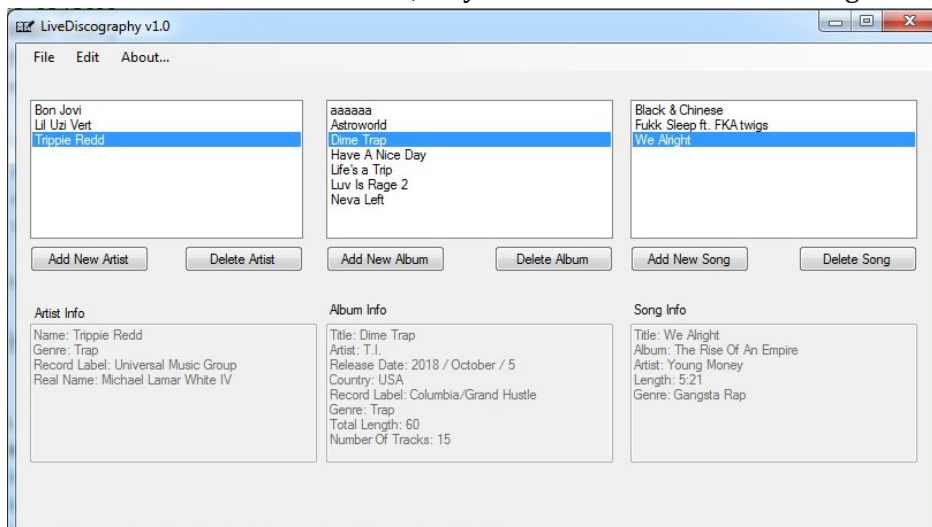 LiveDiscography v1.0
File Edit About...
Bon Jovi
Lil Uzi Vert
Trippie Redd
aaaaaa
Astroworld
Dime Trap
Have A Nice Day
Life's a Trip
Luv Is Rage 2
Neva Left
Black & Chinese
Fukk Sleep ft. FKA twigs
We Alright
Add New Artist Delete Artist Add New Album Delete Album Add New Song Delete Song
Artist Info
Name: Trippie Redd
Genre: Trap
Record Label: Universal Music Group
Real Name: Michael Lamar White IV
Album Info
Title: Dime Trap
Artist: T.I.
Release Date: 2018 / October / 5
Country: USA
Record Label: Columbia/Grand Hustle
Genre: Trap
Total Length: 60
Number Of Tracks: 15
Song Info
Title: We Alright
Album: The Rise Of An Empire
Artist: Young Money
Length: 5:21
Genre: Gangsta Rap